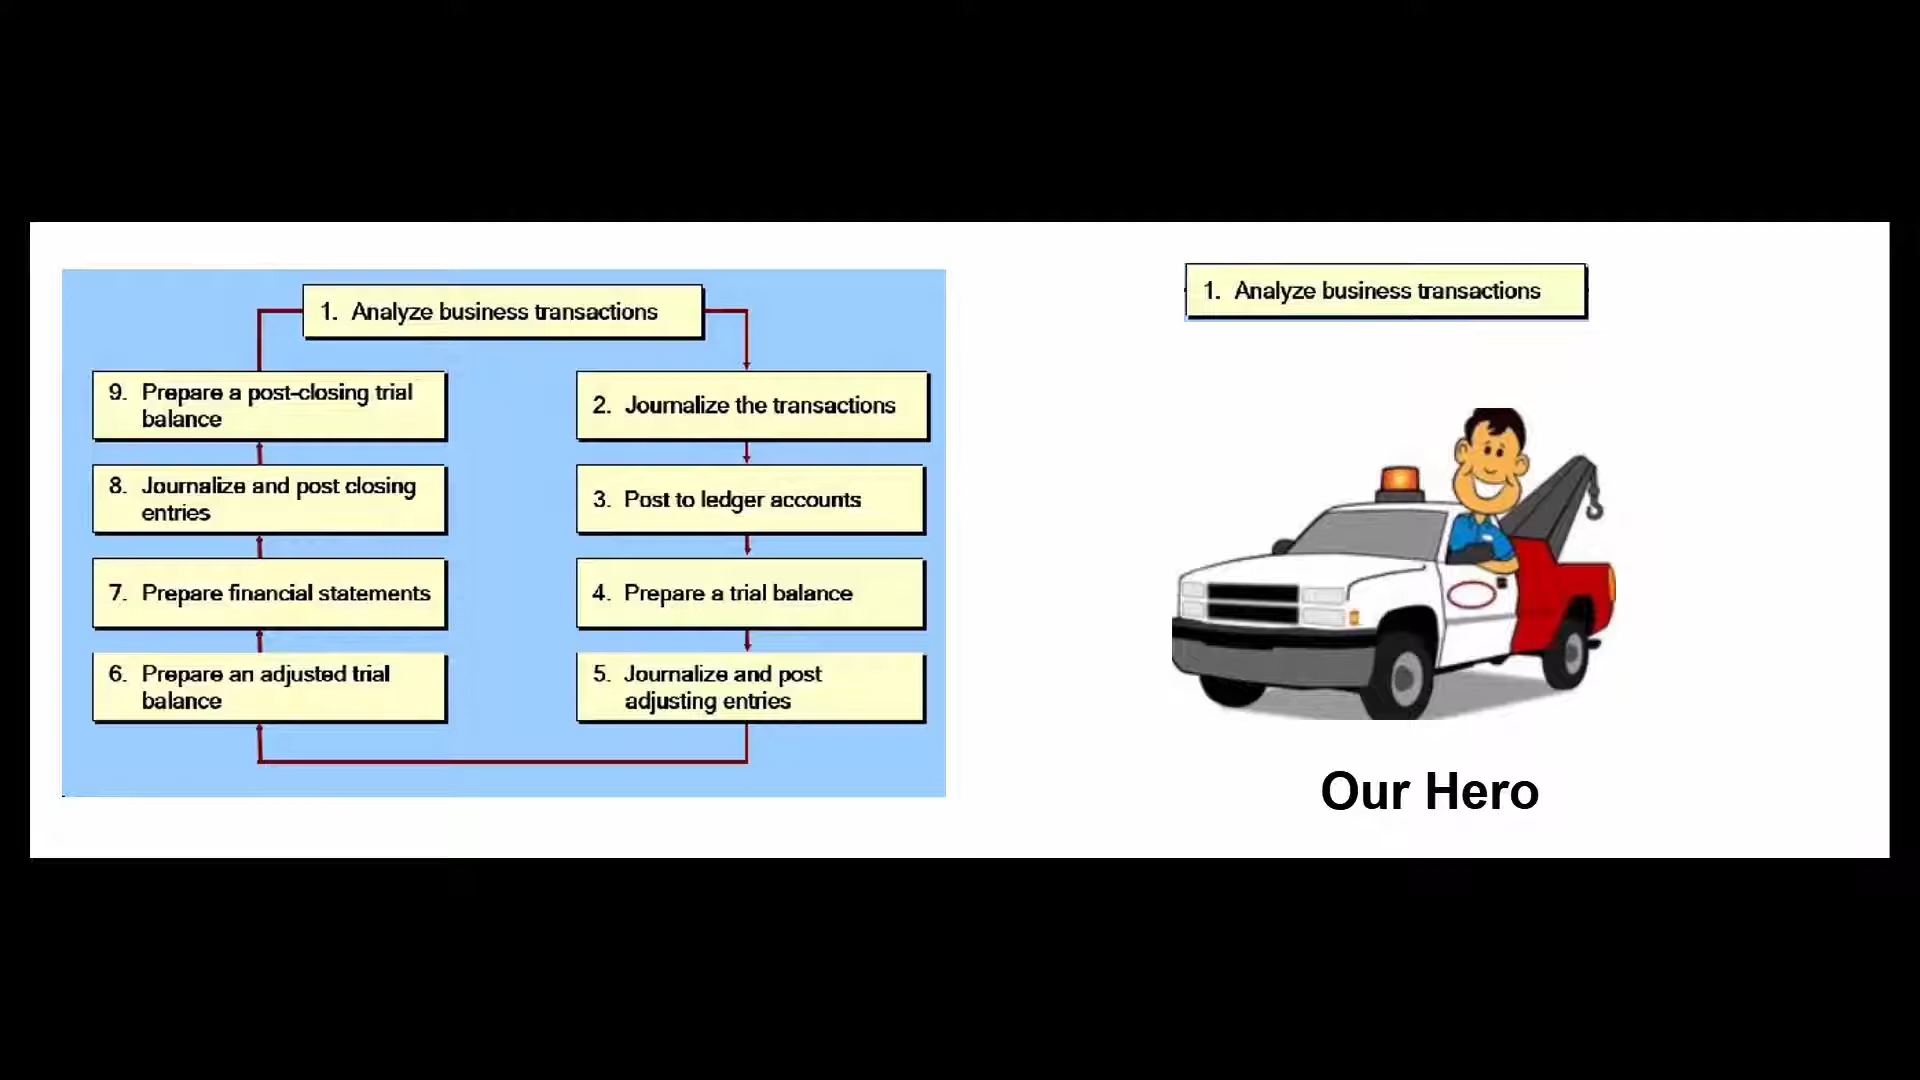 1. Analyze business transactions
2. Journalize the transactions
3. Post to ledger accounts
4. Prepare a trial balance
5. Journalize and post
adjusting entries
6. Prepare an adjusted trial
balance
7. Prepare financial statements
8. Journalize and post closing
entries
9. Prepare a post-closing trial
balance
1. Analyze business transactions
Our Hero